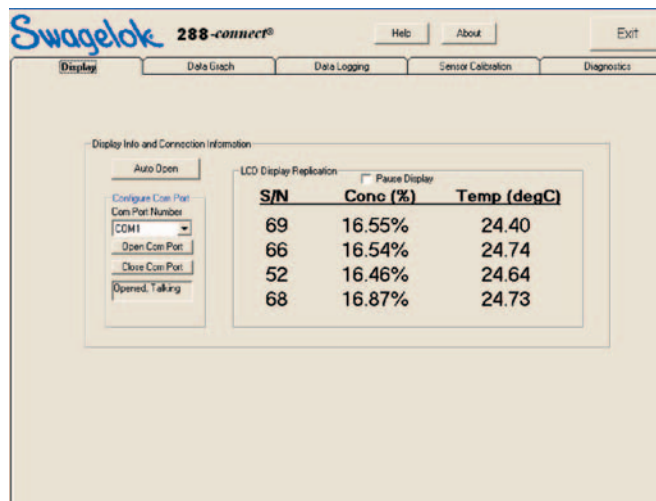 Swagelok 288-connect® Help About Exit
Display Data Graph Data Logging Sensor Calibration Diagnostics
Display Info and Connection Information
Auto Open
Configure Com Port
Com Port Number
COM1
Open Com Port
Close Com Port
Opened, Talking
LCD Display Replication
Pause Display
S/N Conc (%) Temp (degC)
69 16.55% 24.40
66 16.54% 24.74
52 16.46% 24.64
68 16.87% 24.73